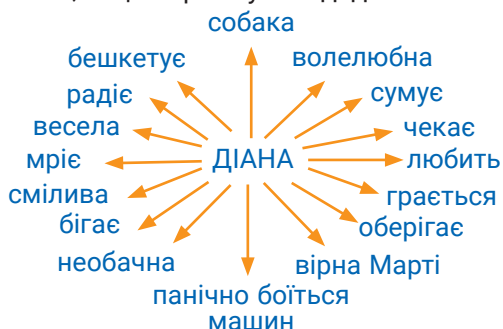 собака
бешкетує
волелюбна
радіє
сумує
весела
чекає
мріє
ДІАНА
любить
смілива
грається
бігає
оберігає
необачна
вірна Марті
панічно боїться
машин